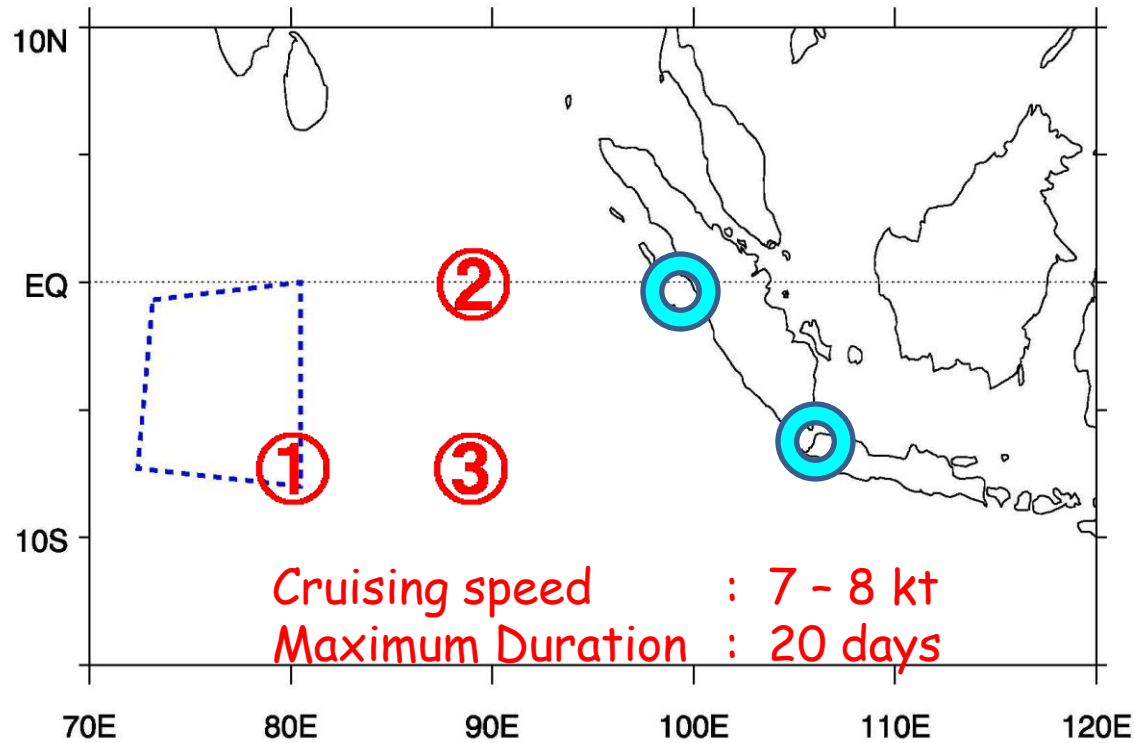 10N
EQ
②
①
③
10S
Cruising speed : 7 – 8 kt
Maximum Duration : 20 days
70E 80E 90E 100E 110E 120E